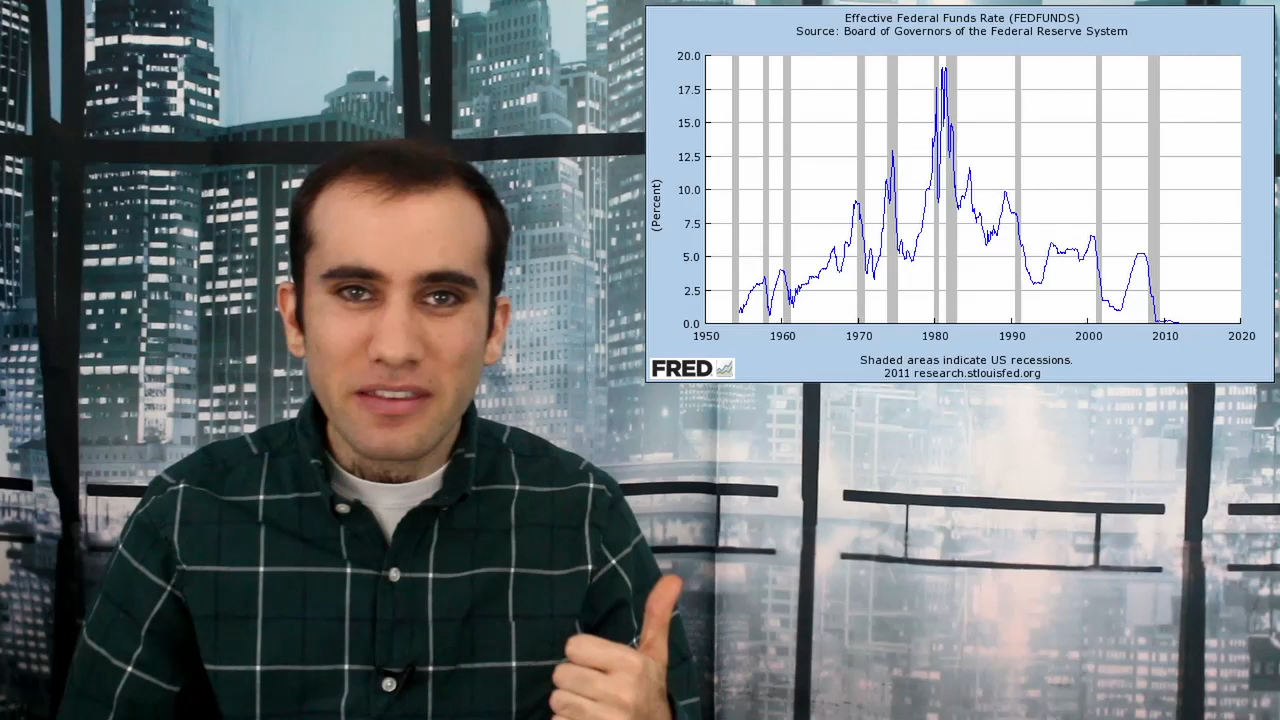 Effective Federal Funds Rate (FEDFUNDS)
Source: Board of Governors of the Federal Reserve System
20.0
17.5
15.0
12.5
10.0
7.5
5.0
2.5
0.0
(Percent)
1950 1960 1970 1980 1990 2000 2010 2020
Shaded areas indicate US recessions.
2011 research.stlouisfed.org
FRED